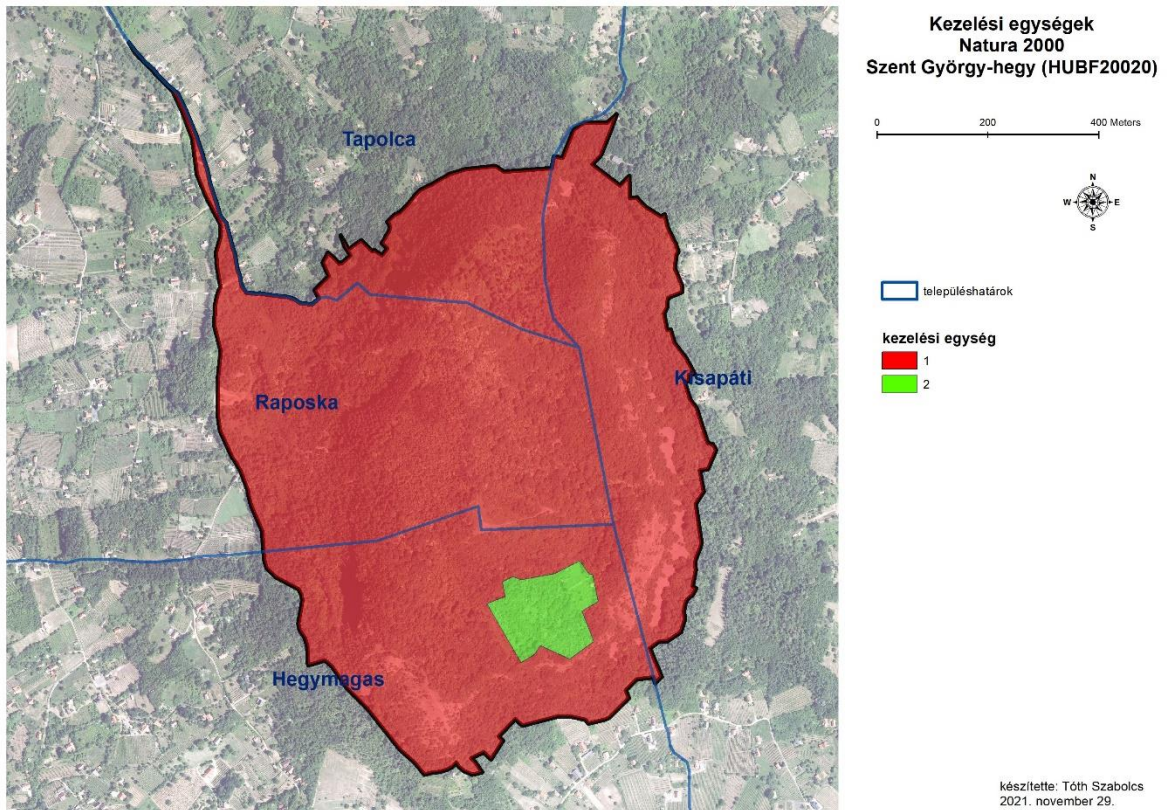 Kezelési egységek
Natura 2000
Szent György-hegy (HUBF20020)
0 200 400 Meters
N
W E
S
településhatárok
kezelési egység
1
2
Tapolca
Kisapáti
Raposka
Hegymagas
készítette: Tóth Szabolcs
2021. november 29.